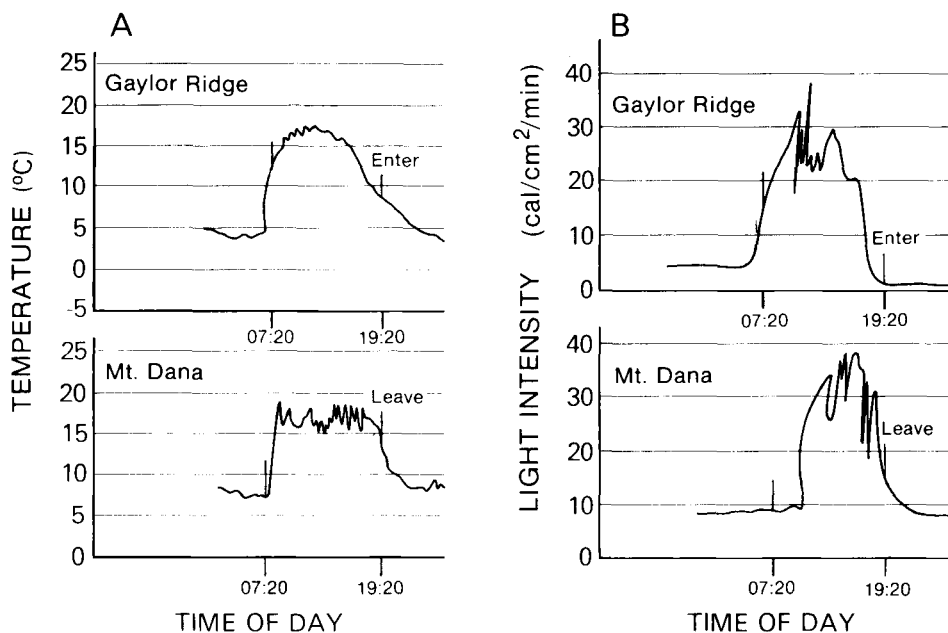 A
TEMPERATURE (ºC)
25
20
15
10
5
0
-5
Gaylor Ridge
Enter
07:20
19:20
25
20
15
10
5
0
Mt. Dana
Leave
07:20
19:20
TIME OF DAY
B
LIGHT INTENSITY (cal/cm²/min)
40
30
20
10
0
Gaylor Ridge
Enter
07:20
19:20
40
30
20
10
0
Mt. Dana
Leave
07:20
19:20
TIME OF DAY